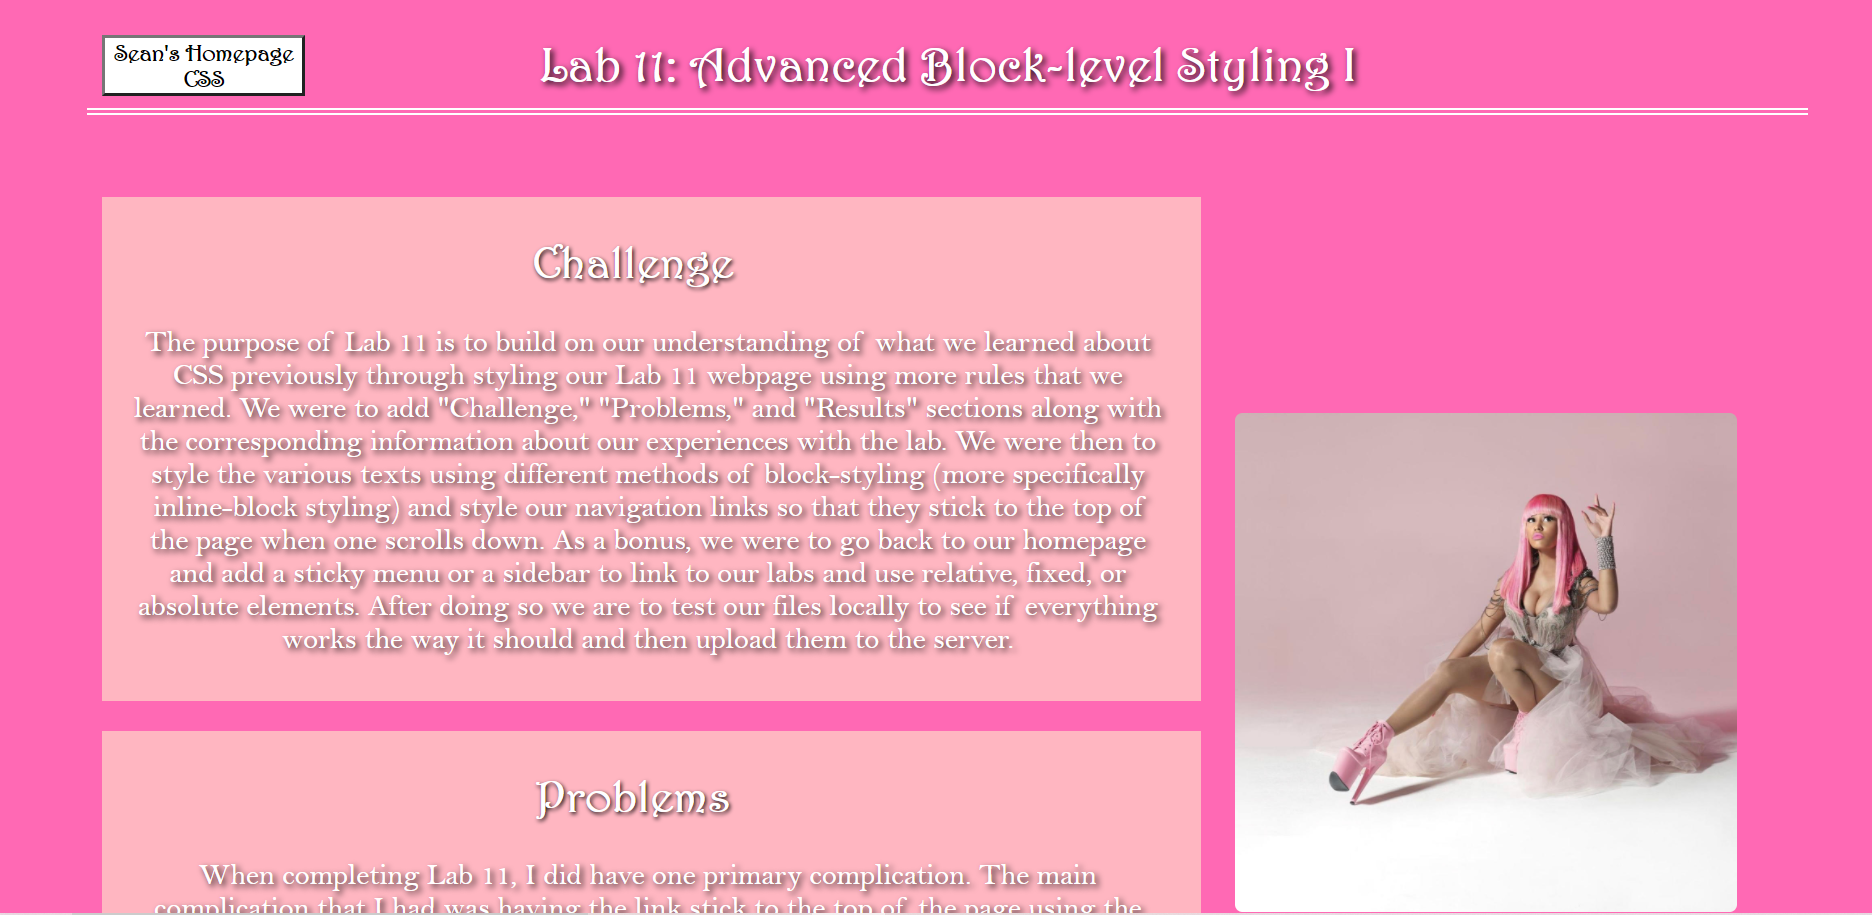 Sean's Homepage
CSS
Lab 11: Advanced Block-level Styling I
Challenge
The purpose of Lab 11 is to build on our understanding of what we learned about
CSS previously through styling our Lab 11 webpage using more rules that we
learned. We were to add "Challenge," "Problems," and "Results" sections along with
the corresponding information about our experiences with the lab. We were then to
style the various texts using different methods of block-styling (more specifically
inline-block styling) and style our navigation links so that they stick to the top of
the page when one scrolls down. As a bonus, we were to go back to our homepage
and add a sticky menu or a sidebar to link to our labs and use relative, fixed, or
absolute elements. After doing so we are to test our files locally to see if everything
works the way it should and then upload them to the server.
Problems
When completing Lab 11, I did have one primary complication. The main
complication that I had was having the link stick to the top of the page using the